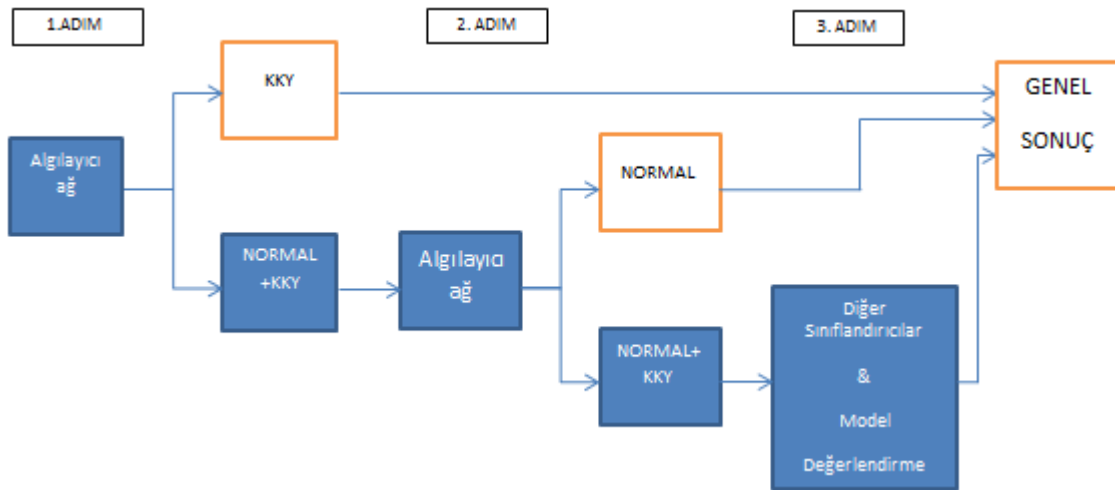 1.ADIM
2. ADIM
3. ADIM
KKY
GENEL
SONUÇ
Algılayıcı
ağ
NORMAL
NORMAL
+KKY
Algılayıcı
ağ
Diğer
Sınıflandırıcılar
&
Model
Değerlendirme
NORMAL+
KKY